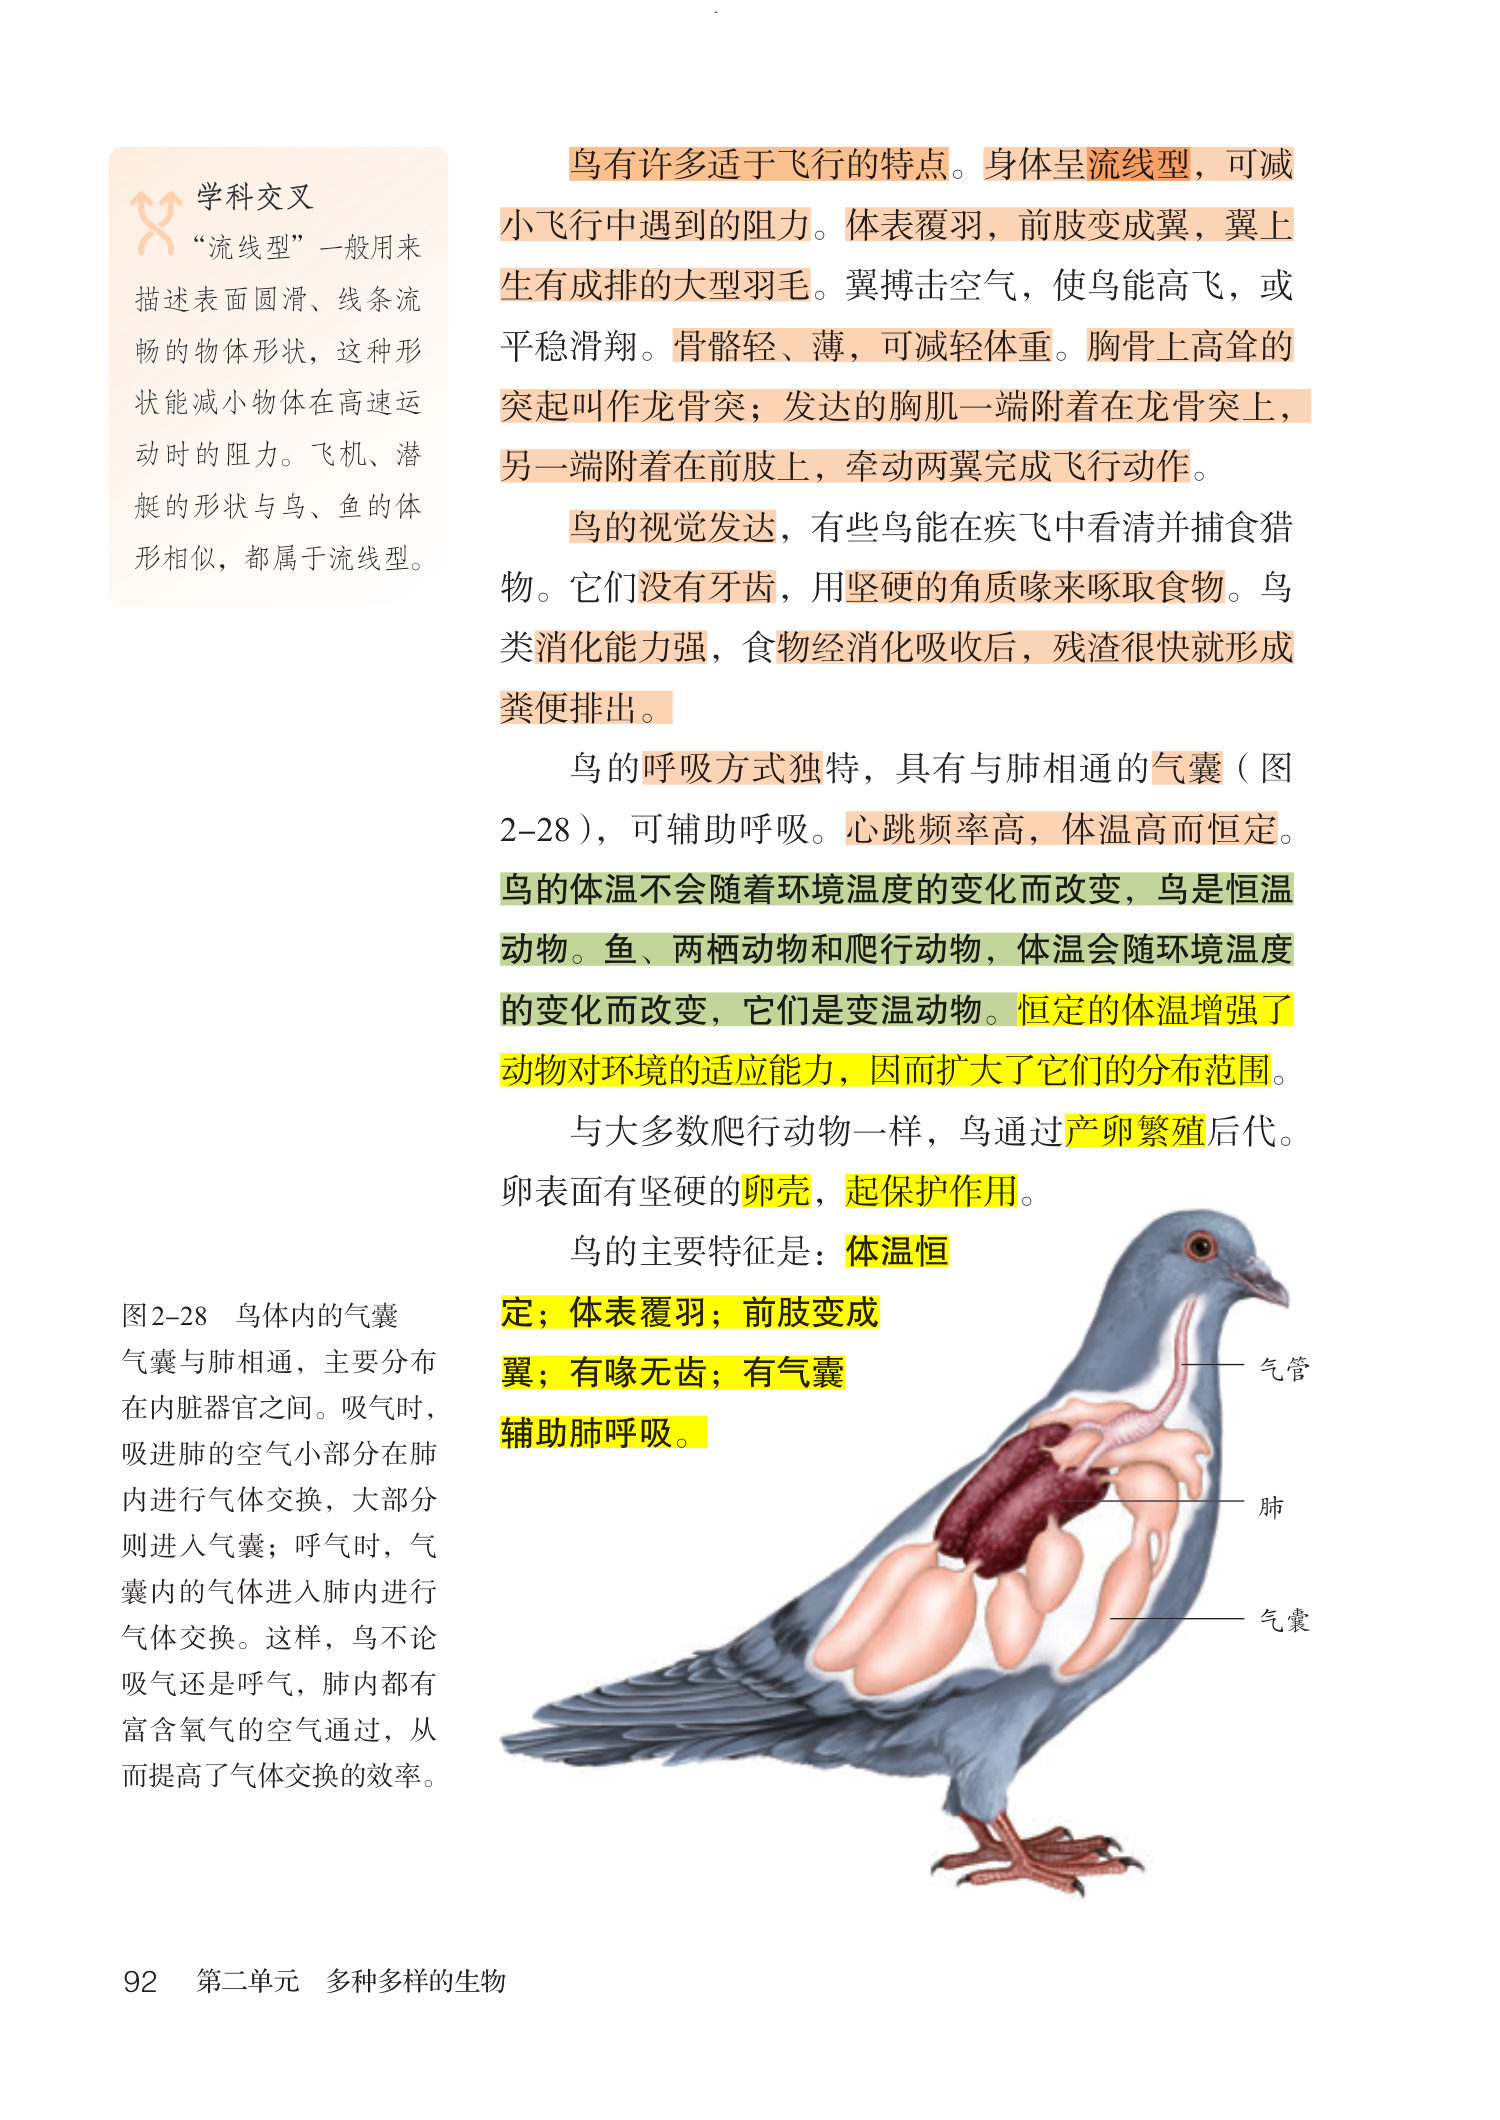 学科交叉
“流线型”一般用来
描述表面圆滑、线条流
畅的物体形状，这种形
状能减小物体在高速运
动时的阻力。飞机、潜
艇的形状与鸟、鱼的体
形相似，都属于流线型。
鸟有许多适于飞行的特点。身体呈流线型，可减
小飞行中遇到的阻力。体表覆羽，前肢变成翼，翼上
生有成排的大型羽毛。翼搏击空气，使鸟能高飞，或
平稳滑翔。骨骼轻、薄，可减轻体重。胸骨上高耸的
突起叫作龙骨突；发达的胸肌一端附着在龙骨突上，
另一端附着在前肢上，牵动两翼完成飞行动作。
鸟的视觉发达，有些鸟能在疾飞中看清并捕食猎
物。它们没有牙齿，用坚硬的角质喙来啄取食物。鸟
类消化能力强，食物经消化吸收后，残渣很快就形成
粪便排出。
鸟的呼吸方式独特，具有与肺相通的气囊（图
2–28），可辅助呼吸。心跳频率高，体温高而恒定。
鸟的体温不会随着环境温度的变化而改变，鸟是恒温
动物。鱼、两栖动物和爬行动物，体温会随环境温度
的变化而改变，它们是变温动物。恒定的体温增强了
动物对环境的适应能力，因而扩大了它们的分布范围。
与大多数爬行动物一样，鸟通过产卵繁殖后代。
卵表面有坚硬的卵壳，起保护作用。
鸟的主要特征是：体温恒
定；体表覆羽；前肢变成
翼；有喙无齿；有气囊
辅助肺呼吸。
图2–28 鸟体内的气囊
气囊与肺相通，主要分布
在内脏器官之间。吸气时，
吸进肺的空气小部分在肺
内进行气体交换，大部分
则进入气囊；呼气时，气
囊内的气体进入肺内进行
气体交换。这样，鸟不论
吸气还是呼气，肺内都有
富含氧气的空气通过，从
而提高了气体交换的效率。
气管
肺
气囊
92 第二单元 多种多样的生物